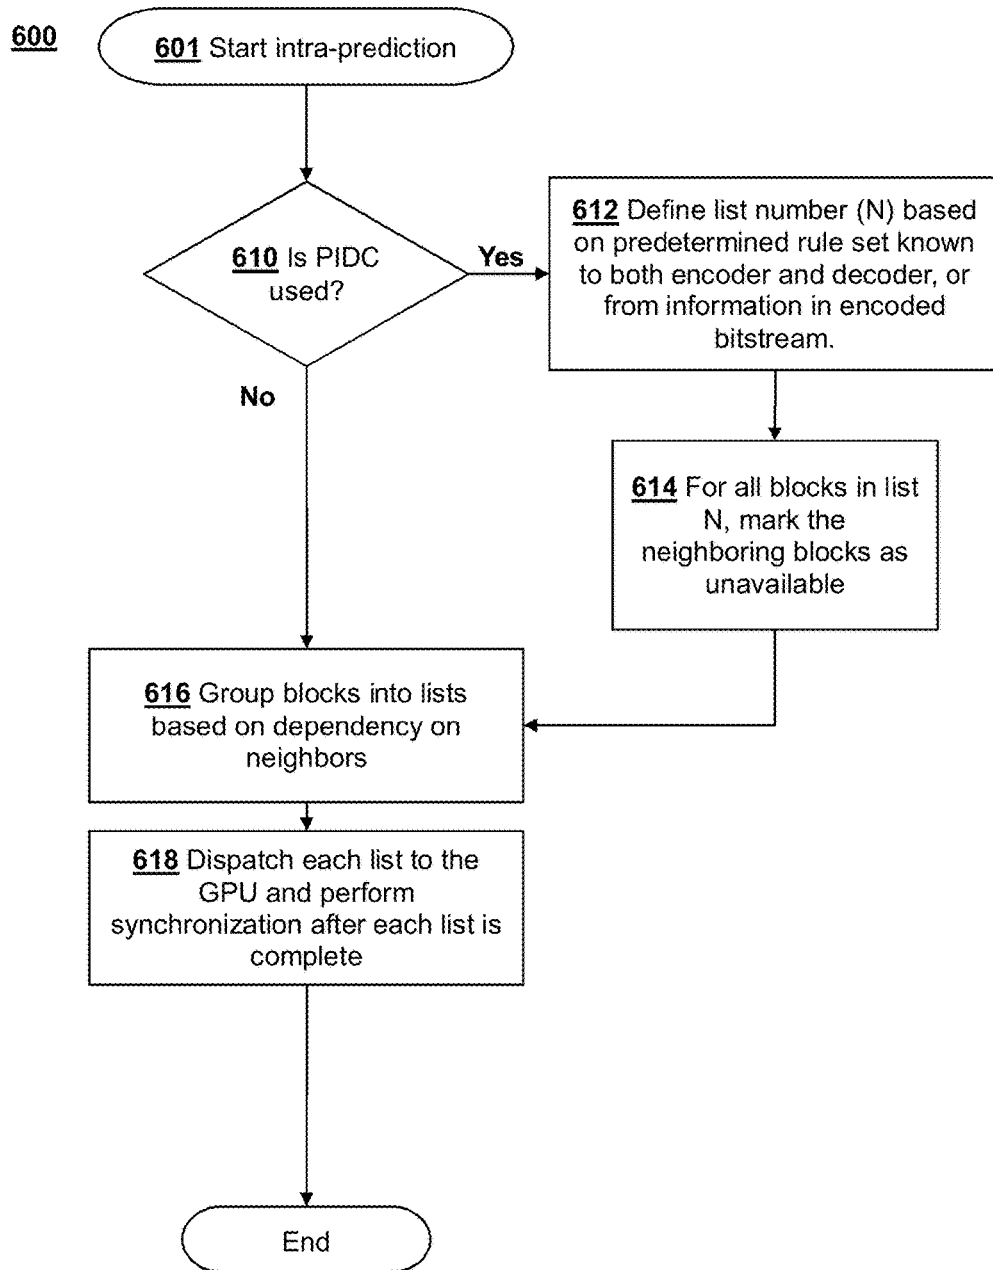 600
601 Start intra-prediction
610 Is PIDC
used?
Yes
612 Define list number (N) based
on predetermined rule set known
to both encoder and decoder, or
from information in encoded
bitstream.
No
614 For all blocks in list
N, mark the
neighboring blocks as
unavailable
616 Group blocks into lists
based on dependency on
neighbors
618 Dispatch each list to the
GPU and perform
synchronization after each list is
complete
End